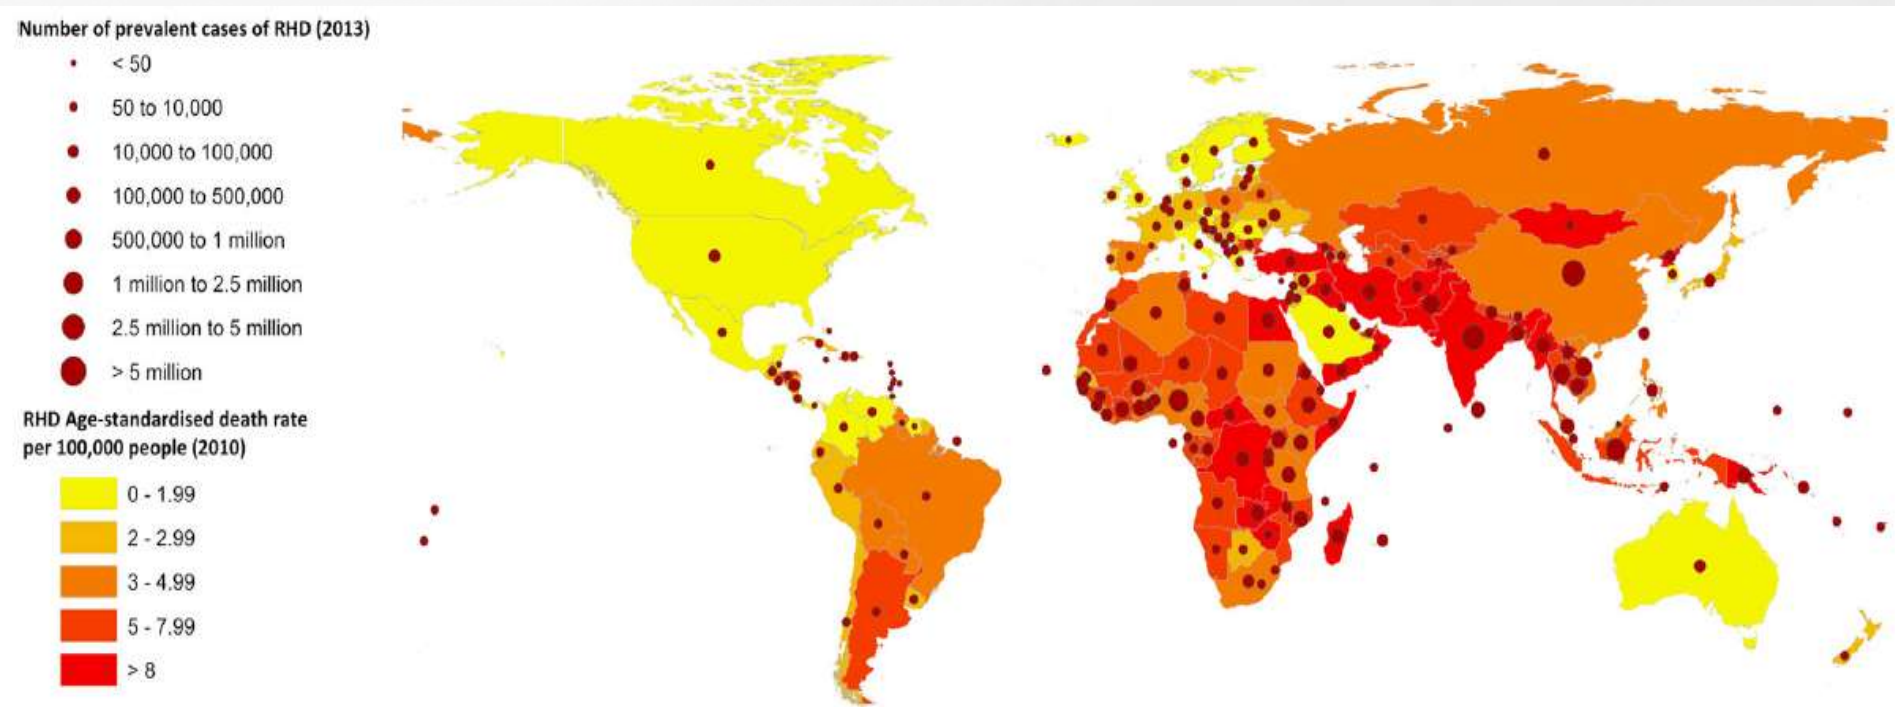 Number of prevalent cases of RHD (2013)
< 50
50 to 10,000
10,000 to 100,000
100,000 to 500,000
500,000 to 1 million
1 million to 2.5 million
2.5 million to 5 million
> 5 million
RHD Age-standardised death rate
per 100,000 people (2010)
0 - 1.99
2 - 2.99
3 - 4.99
5 - 7.99
> 8